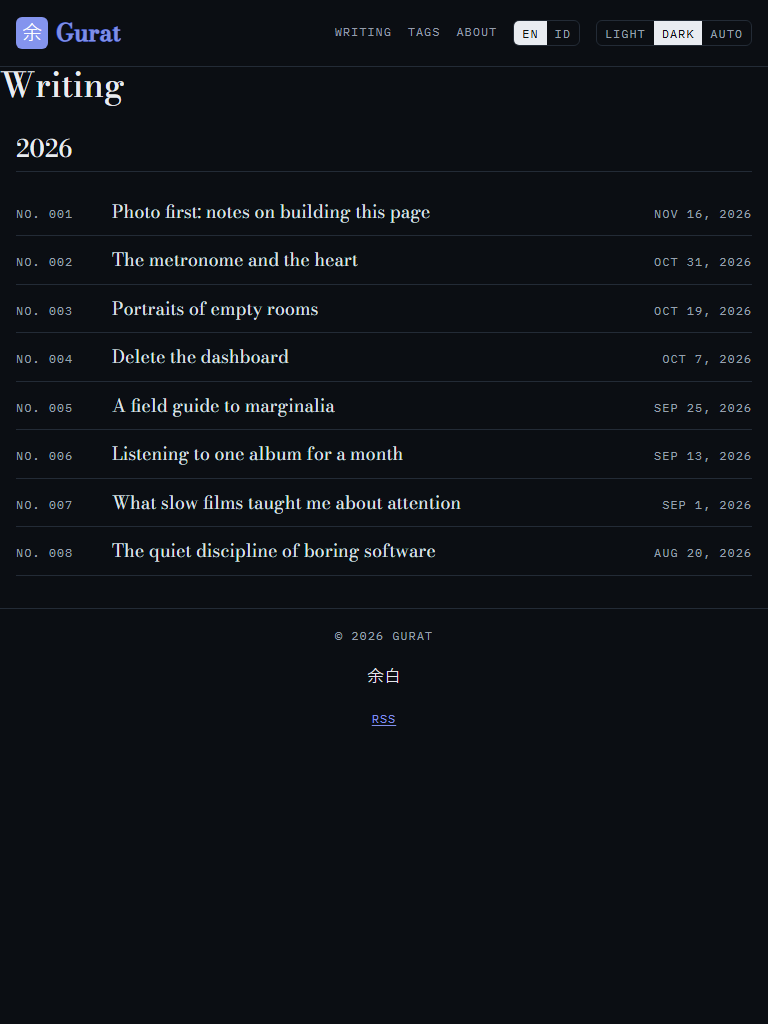 余 Gurat WRITING TAGS ABOUT EN ID LIGHT DARK AUTO
Writing
2026
NO. 001 Photo first: notes on building this page NOV 16, 2026
NO. 002 The metronome and the heart OCT 31, 2026
NO. 003 Portraits of empty rooms OCT 19, 2026
NO. 004 Delete the dashboard OCT 7, 2026
NO. 005 A field guide to marginalia SEP 25, 2026
NO. 006 Listening to one album for a month SEP 13, 2026
NO. 007 What slow films taught me about attention SEP 1, 2026
NO. 008 The quiet discipline of boring software AUG 20, 2026
© 2026 GURAT
余白
RSS